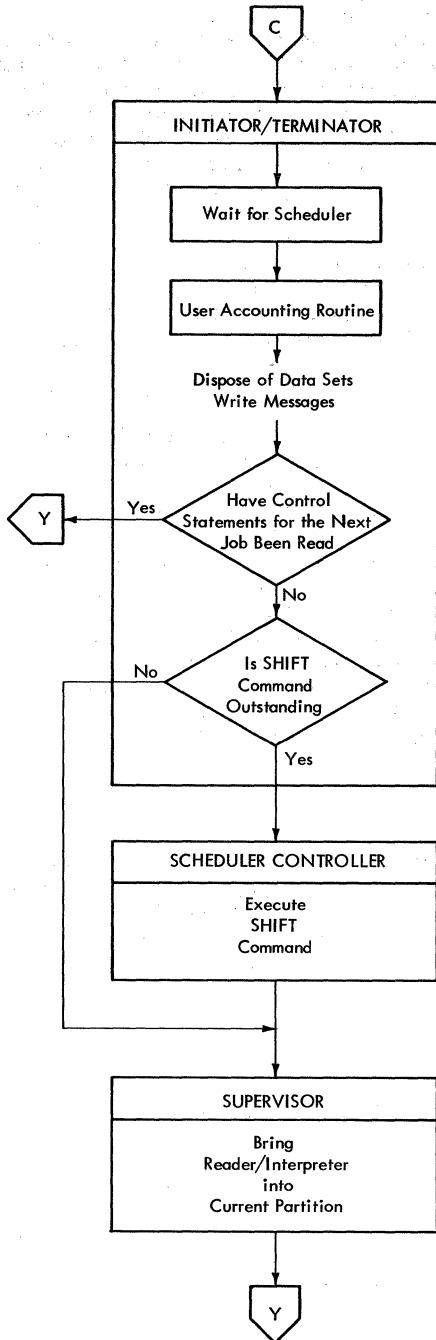 C
INITIATOR/TERMINATOR
Wait for Scheduler
User Accounting Routine
Dispose of Data Sets
Write Messages
Y
Yes
Have Control
Statements for the Next
Job Been Read
No
No
Is SHIFT
Command
Outstanding
Yes
SCHEDULER CONTROLLER
Execute
SHIFT
Command
SUPERVISOR
Bring
Reader/Interpreter
into
Current Partition
Y